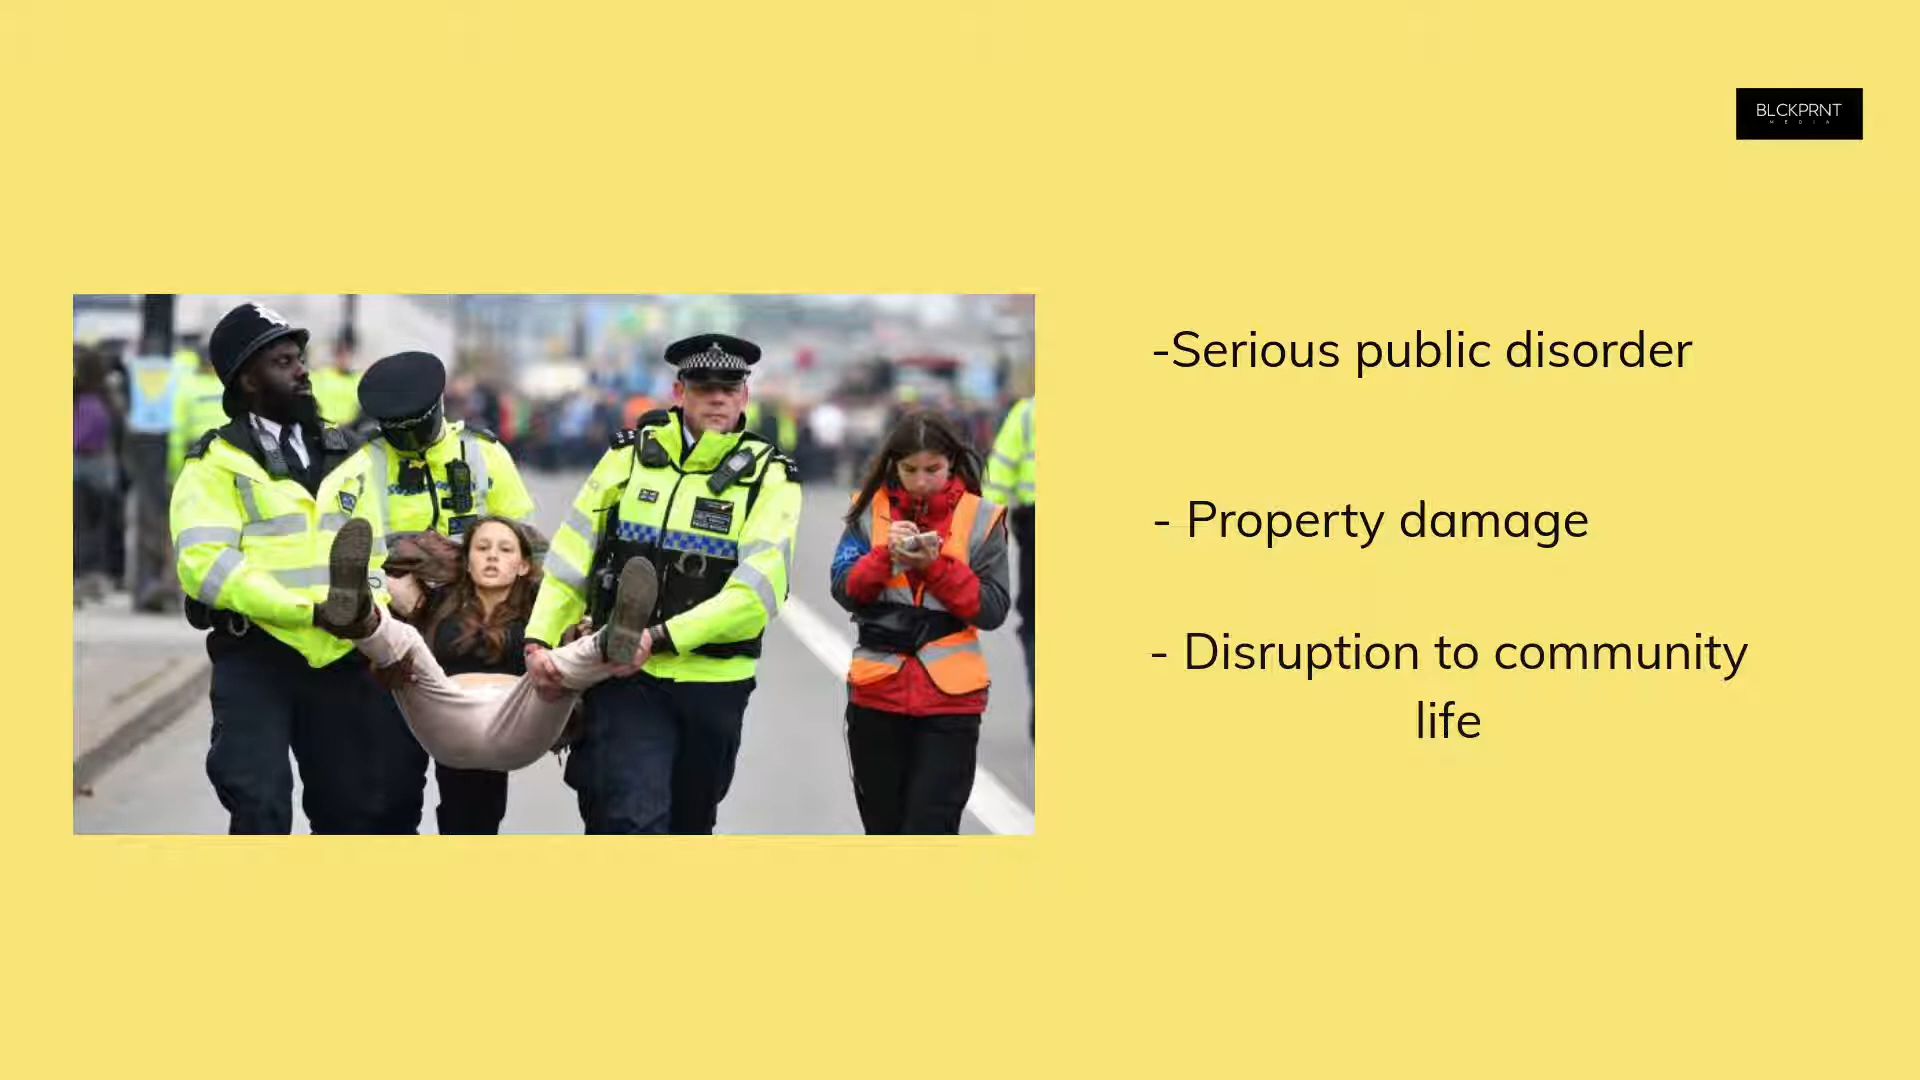 BLCKPRNT
MEDIA
-Serious public disorder
- Property damage
- Disruption to community
life